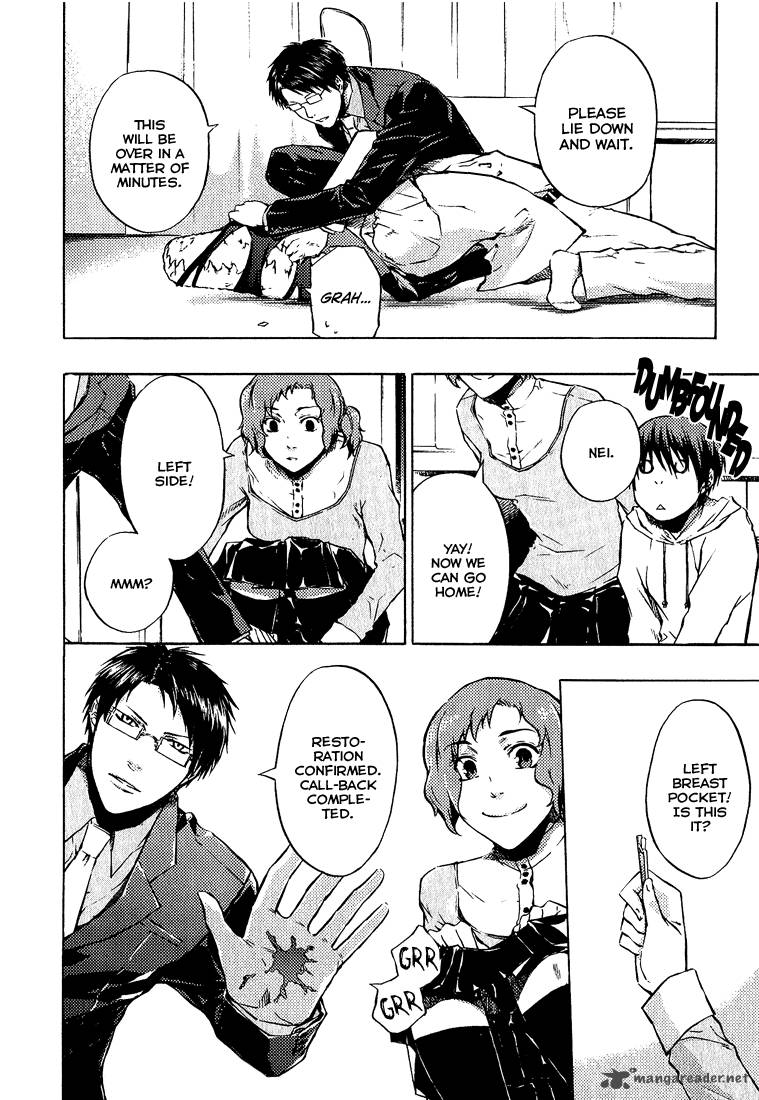 PLEASE
LIE DOWN
AND WAIT.
THIS
WILL BE
OVER IN A
MATTER OF
MINUTES.
GRAH...
DUMBFOUNDED
NEI.
YAY!
NOW WE
CAN GO
HOME!
LEFT
SIDE!
MMM?
LEFT
BREAST
POCKET!
IS THIS
IT?
GRR
GRR
RESTO-
RATION
CONFIRMED.
CALL-BACK
COMPLE-
TED.
mangareader.net